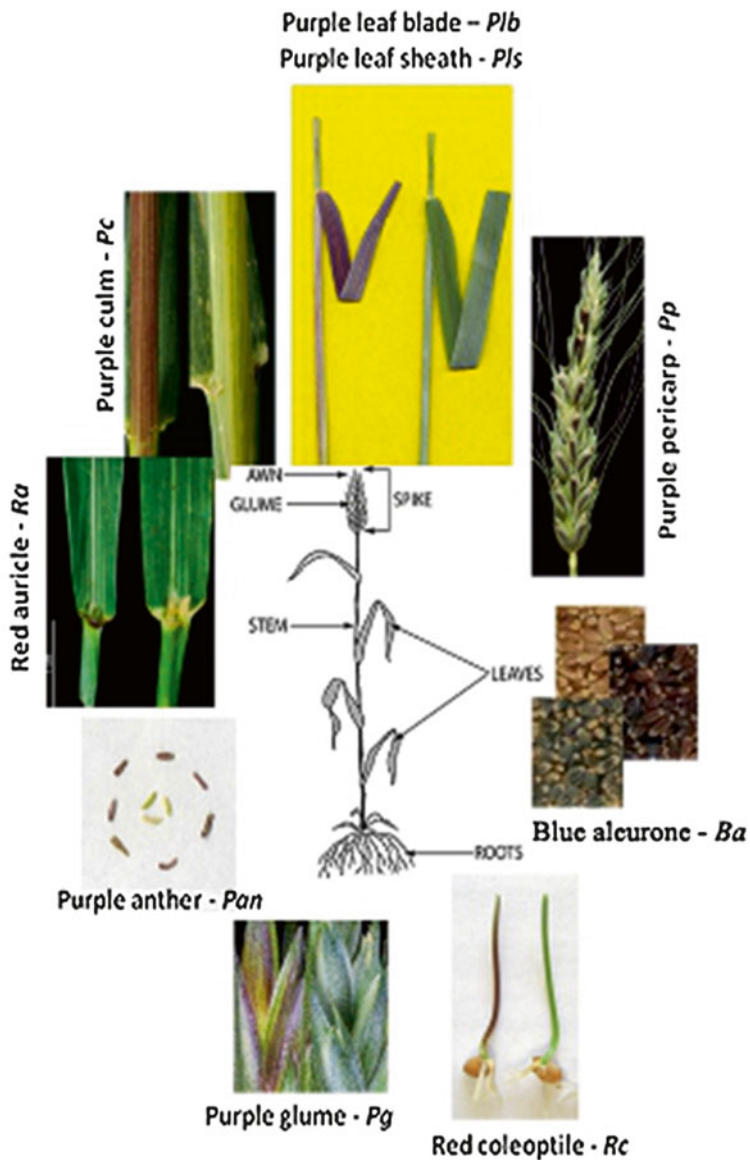 Purple leaf blade – Plb
Purple leaf sheath - Pls
Purple culm - Pc
Purple pericarp - Pp
Red auricle - Ra
AWN
GLUME
SPIKE
STEM
LEAVES
ROOTS
Blue aleurone - Ba
Purple anther - Pan
Purple glume - Pg
Red coleoptile - Rc